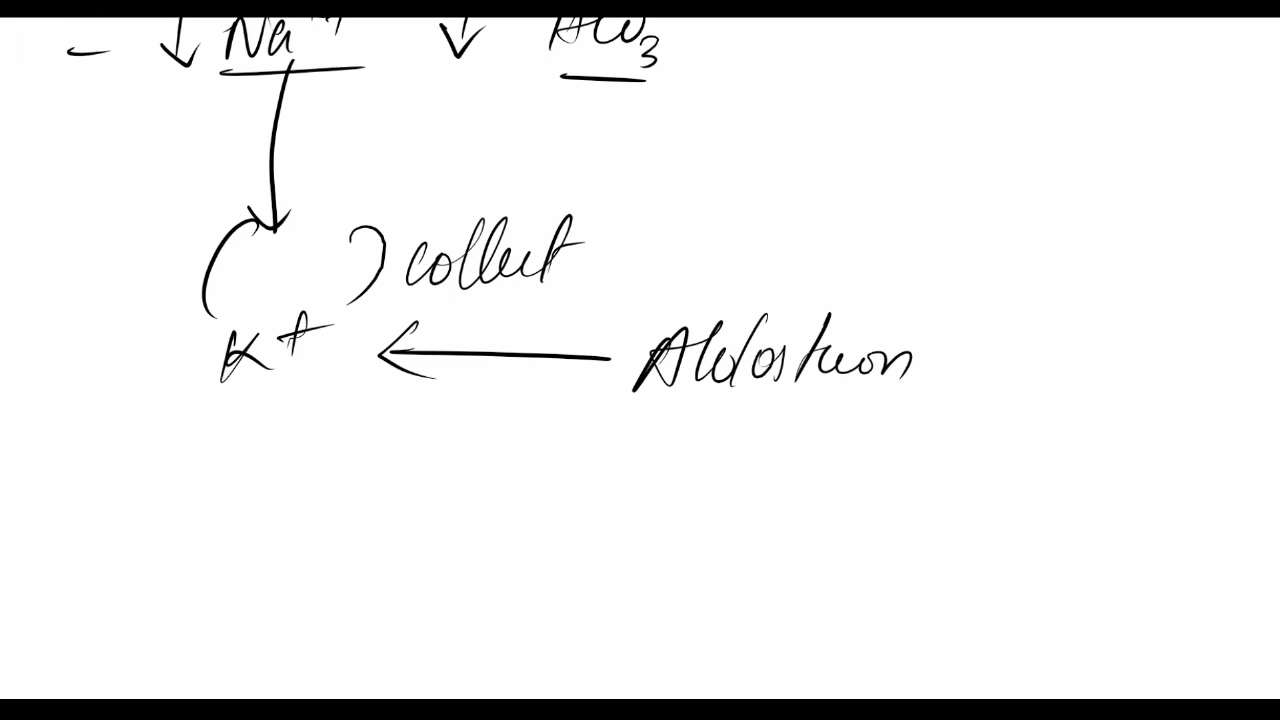 - ↓ Na ↓ HCO3
( ) collect
K+ ← Aldosteron